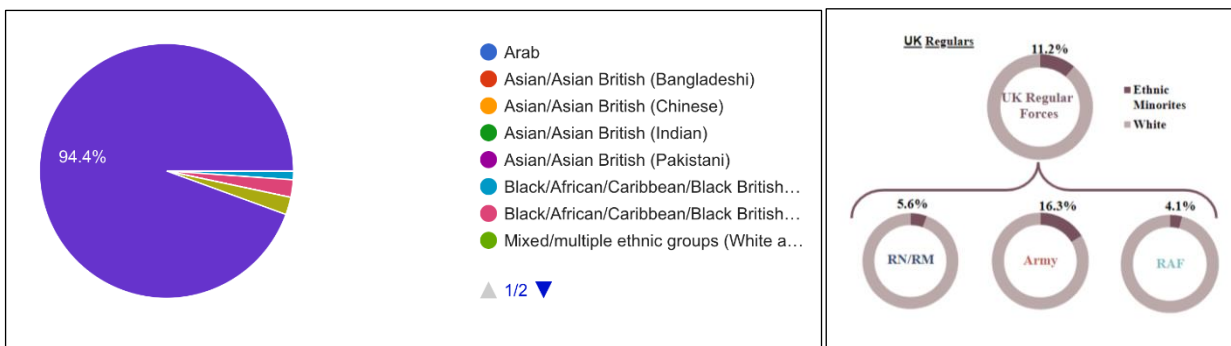 94.4%
Arab
Asian/Asian British (Bangladeshi)
Asian/Asian British (Chinese)
Asian/Asian British (Indian)
Asian/Asian British (Pakistani)
Black/African/Caribbean/Black British…
Black/African/Caribbean/Black British…
Mixed/multiple ethnic groups (White a…
1/2
UK Regulars
11.2%
UK Regular
Forces
Ethnic
Minorites
White
5.6%
16.3%
4.1%
RN/RM
Army
RAF